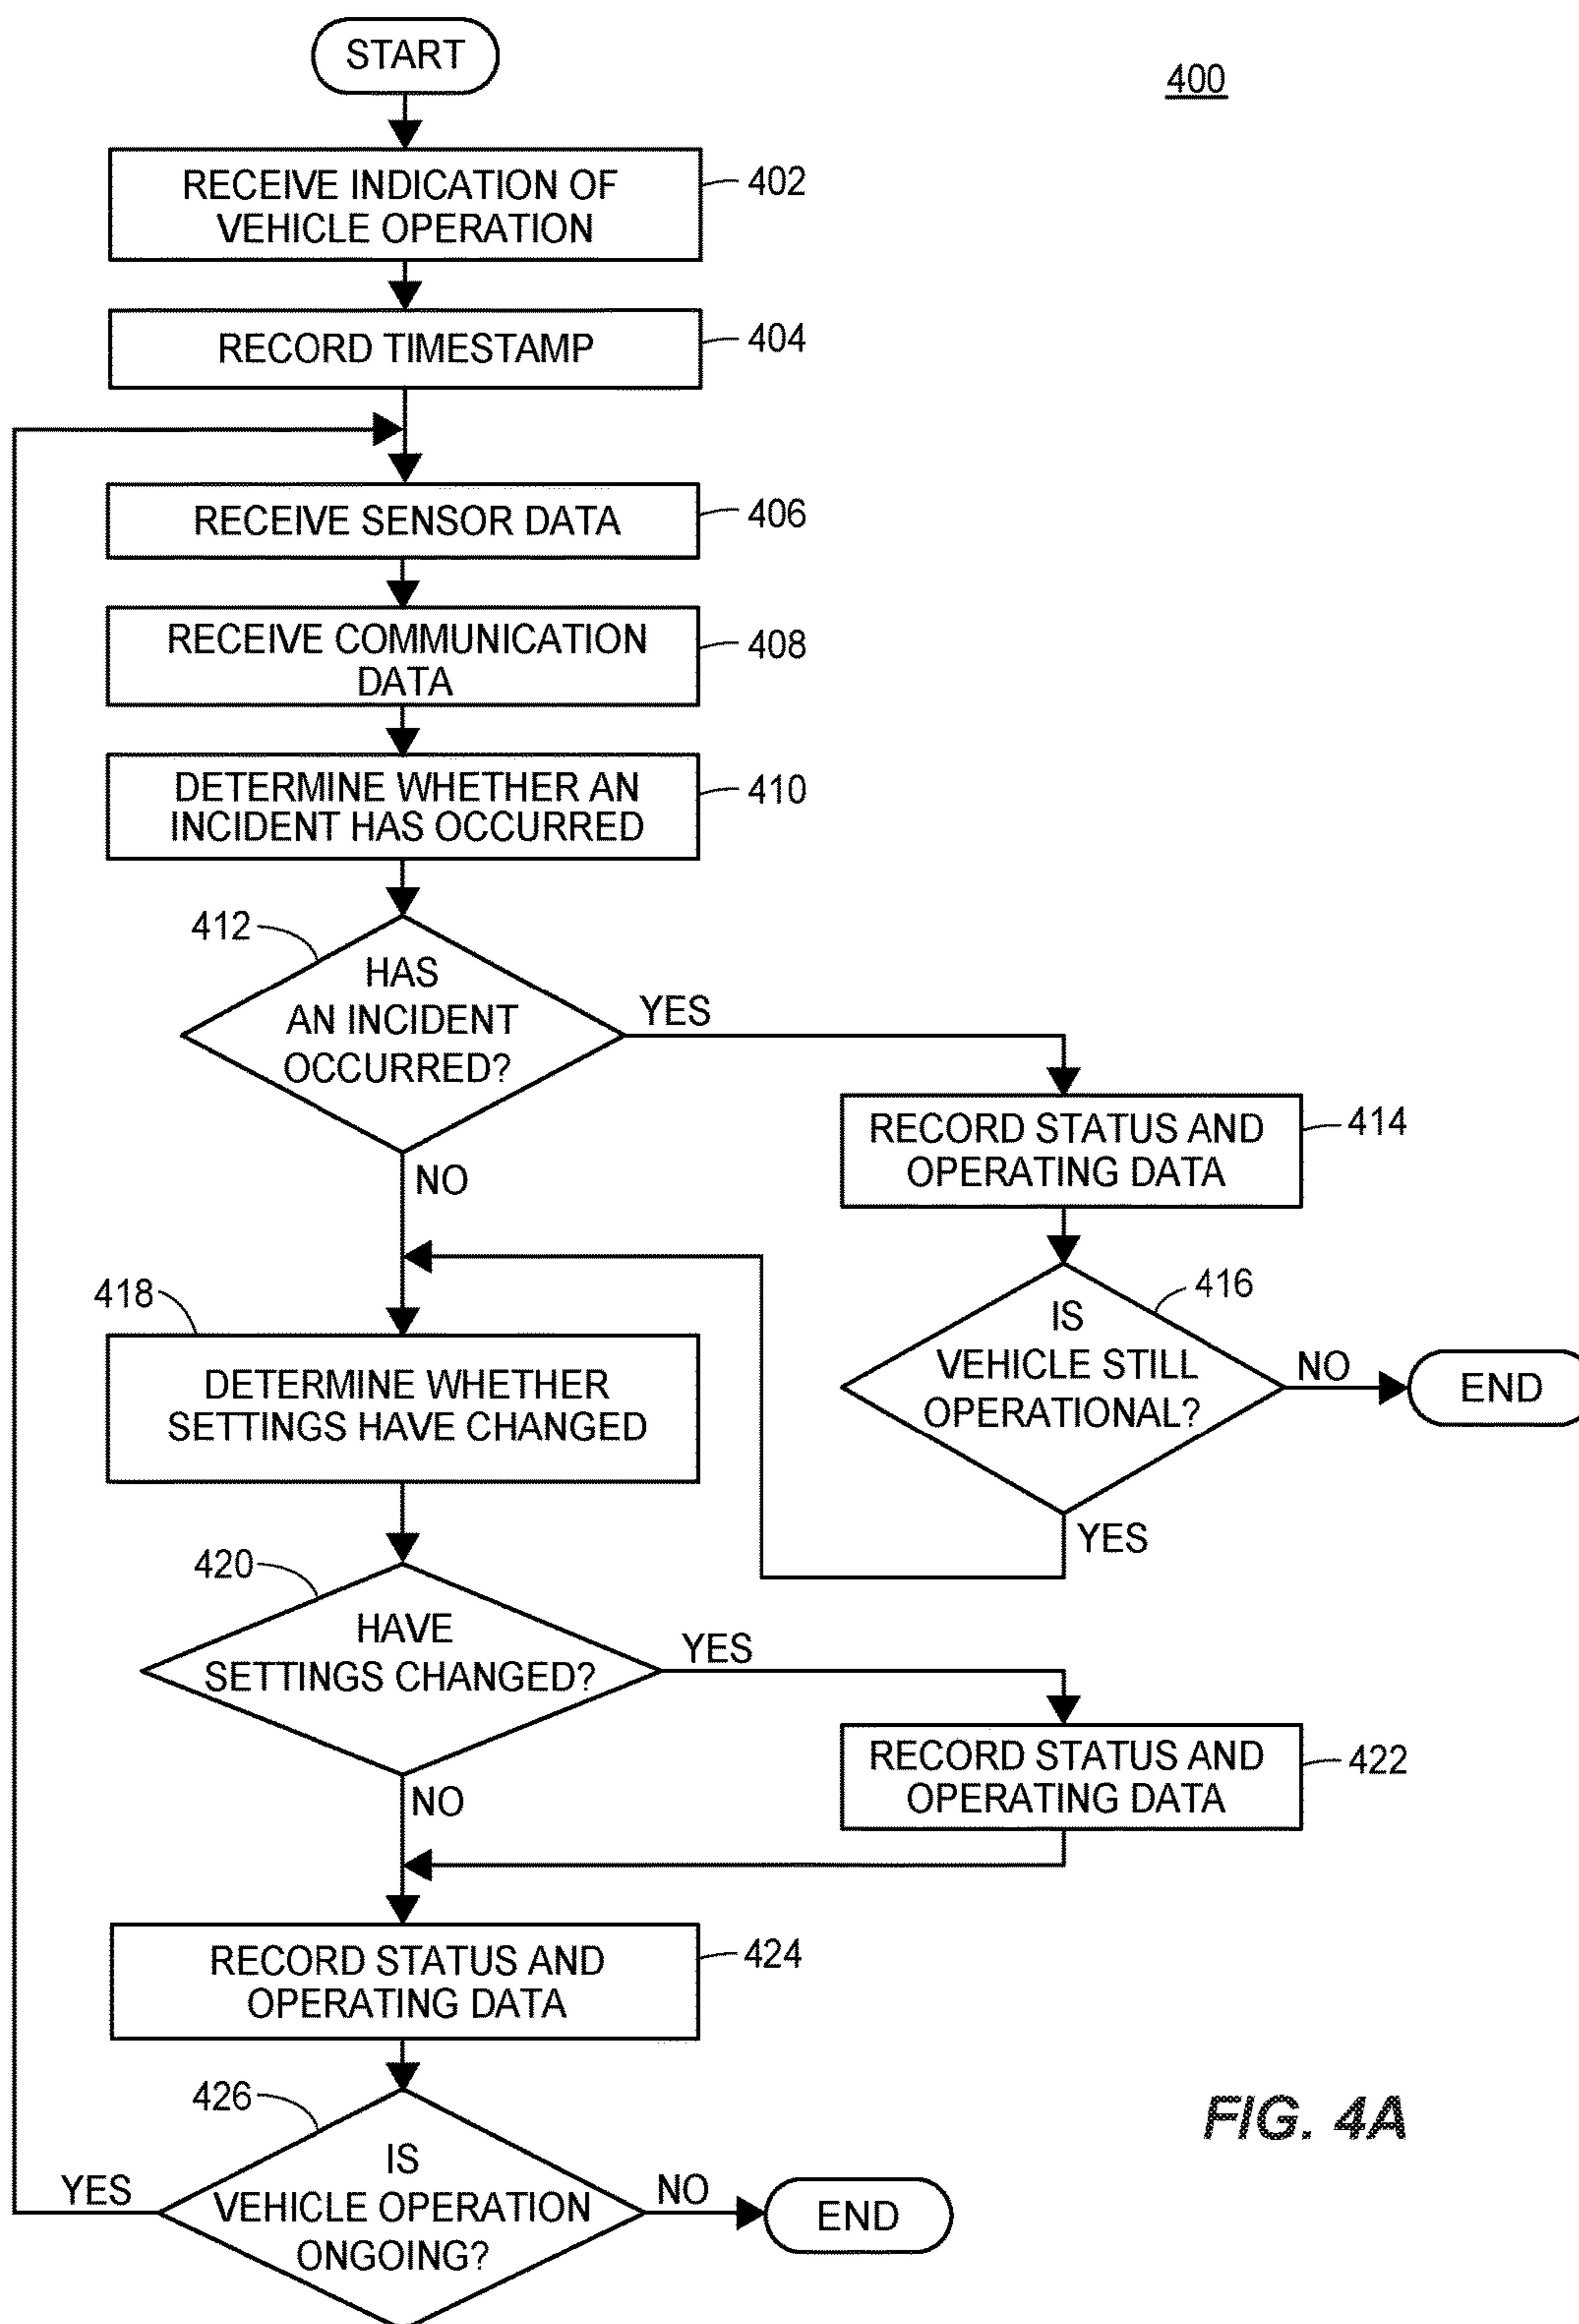 START
400
RECEIVE INDICATION OF
VEHICLE OPERATION
402
RECORD TIMESTAMP
404
RECEIVE SENSOR DATA
406
RECEIVE COMMUNICATION
DATA
408
DETERMINE WHETHER AN
INCIDENT HAS OCCURRED
410
412
HAS
AN INCIDENT
OCCURRED?
YES
NO
RECORD STATUS AND
OPERATING DATA
414
416
IS
VEHICLE STILL
OPERATIONAL?
NO
END
YES
418
DETERMINE WHETHER
SETTINGS HAVE CHANGED
420
HAVE
SETTINGS CHANGED?
YES
NO
RECORD STATUS AND
OPERATING DATA
422
RECORD STATUS AND
OPERATING DATA
424
426
IS
VEHICLE OPERATION
ONGOING?
YES
NO
END
FIG. 4A